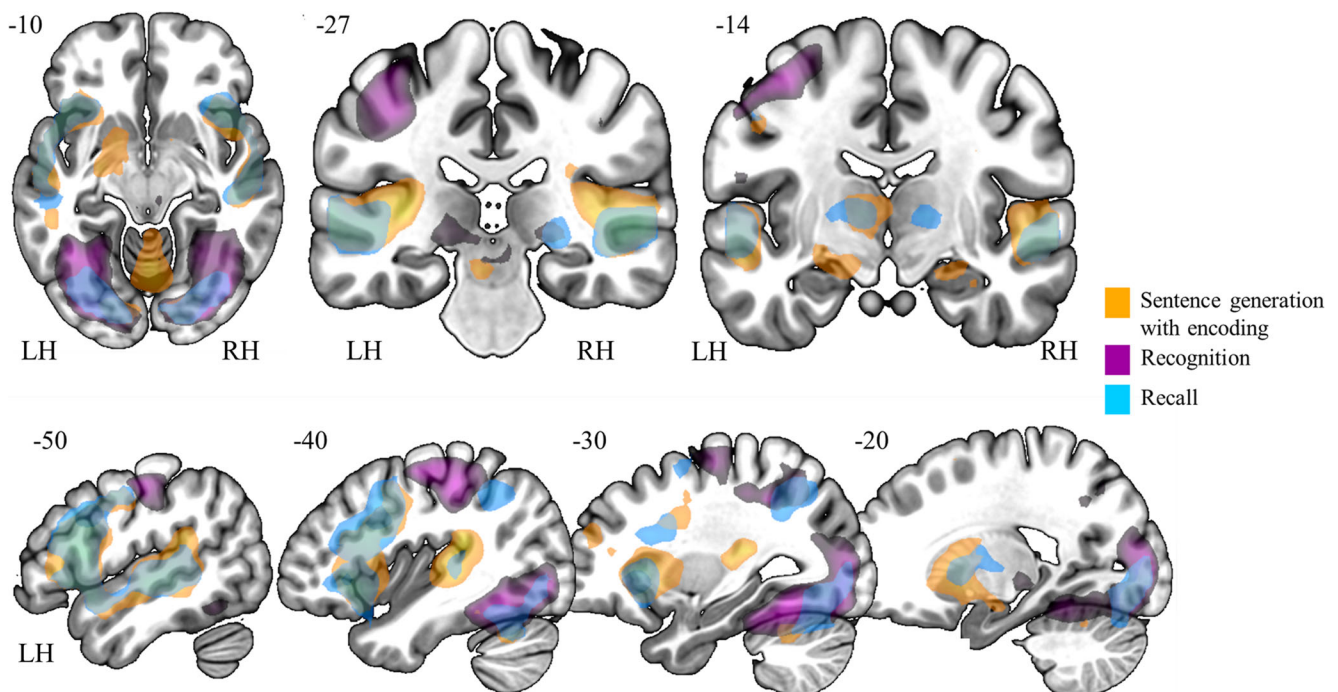 -10
-27
-14
LH
RH
LH
RH
LH
RH
Sentence generation
with encoding
Recognition
Recall
-50
-40
-30
-20
LH